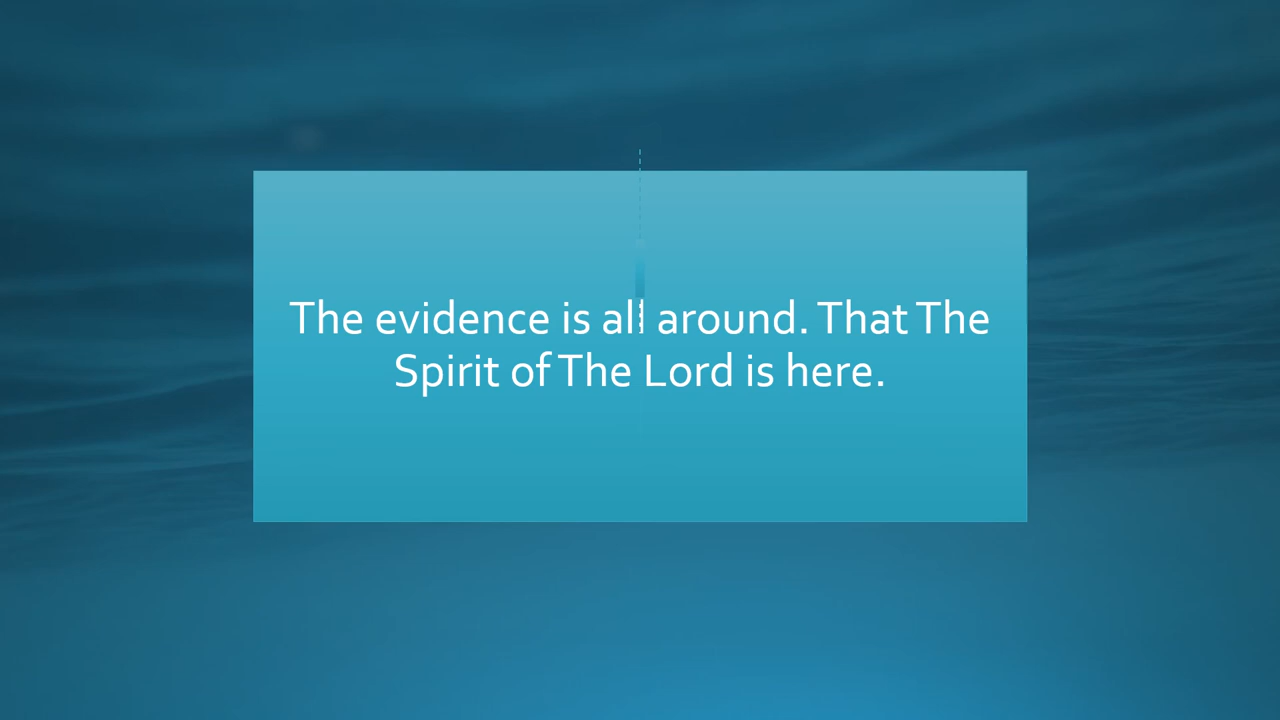 The evidence is all around. That The
Spirit of The Lord is here.